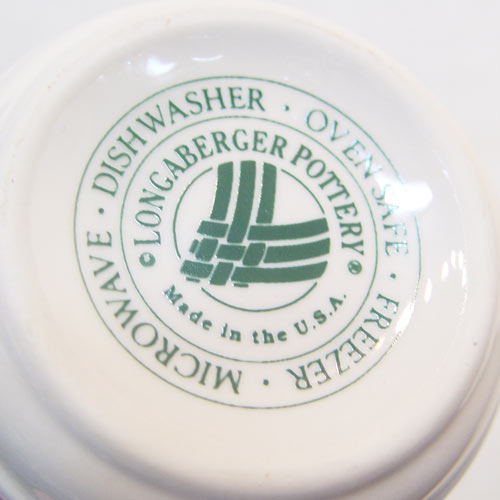 MICROWAVE · DISHWASHER · OVEN SAFE · FREEZER ·
© LONGABERGER POTTERY ®
Made in the U.S.A.